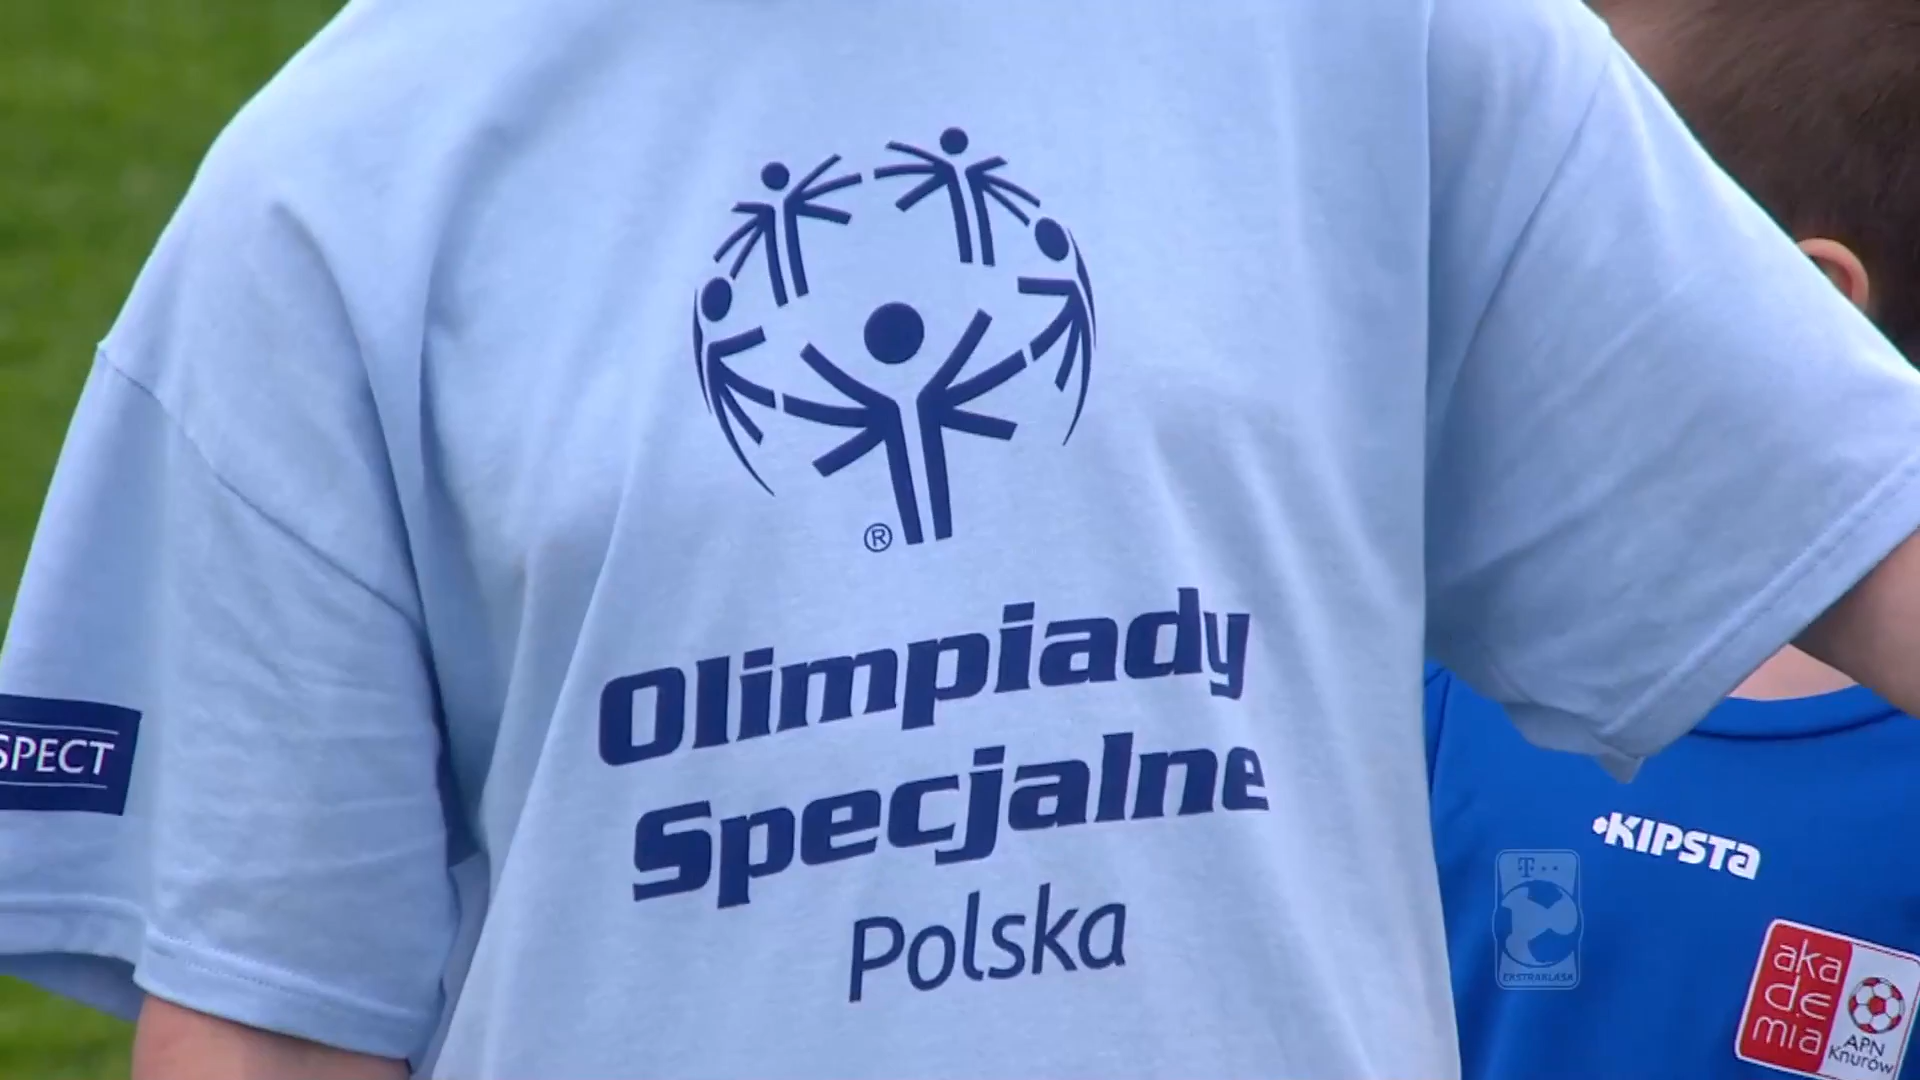 ®
Olimpiady
Specjalne
Polska
SPECT
KIPSTA
T
EKSTRAKLASA
aka
de
mia
APN
Knurów